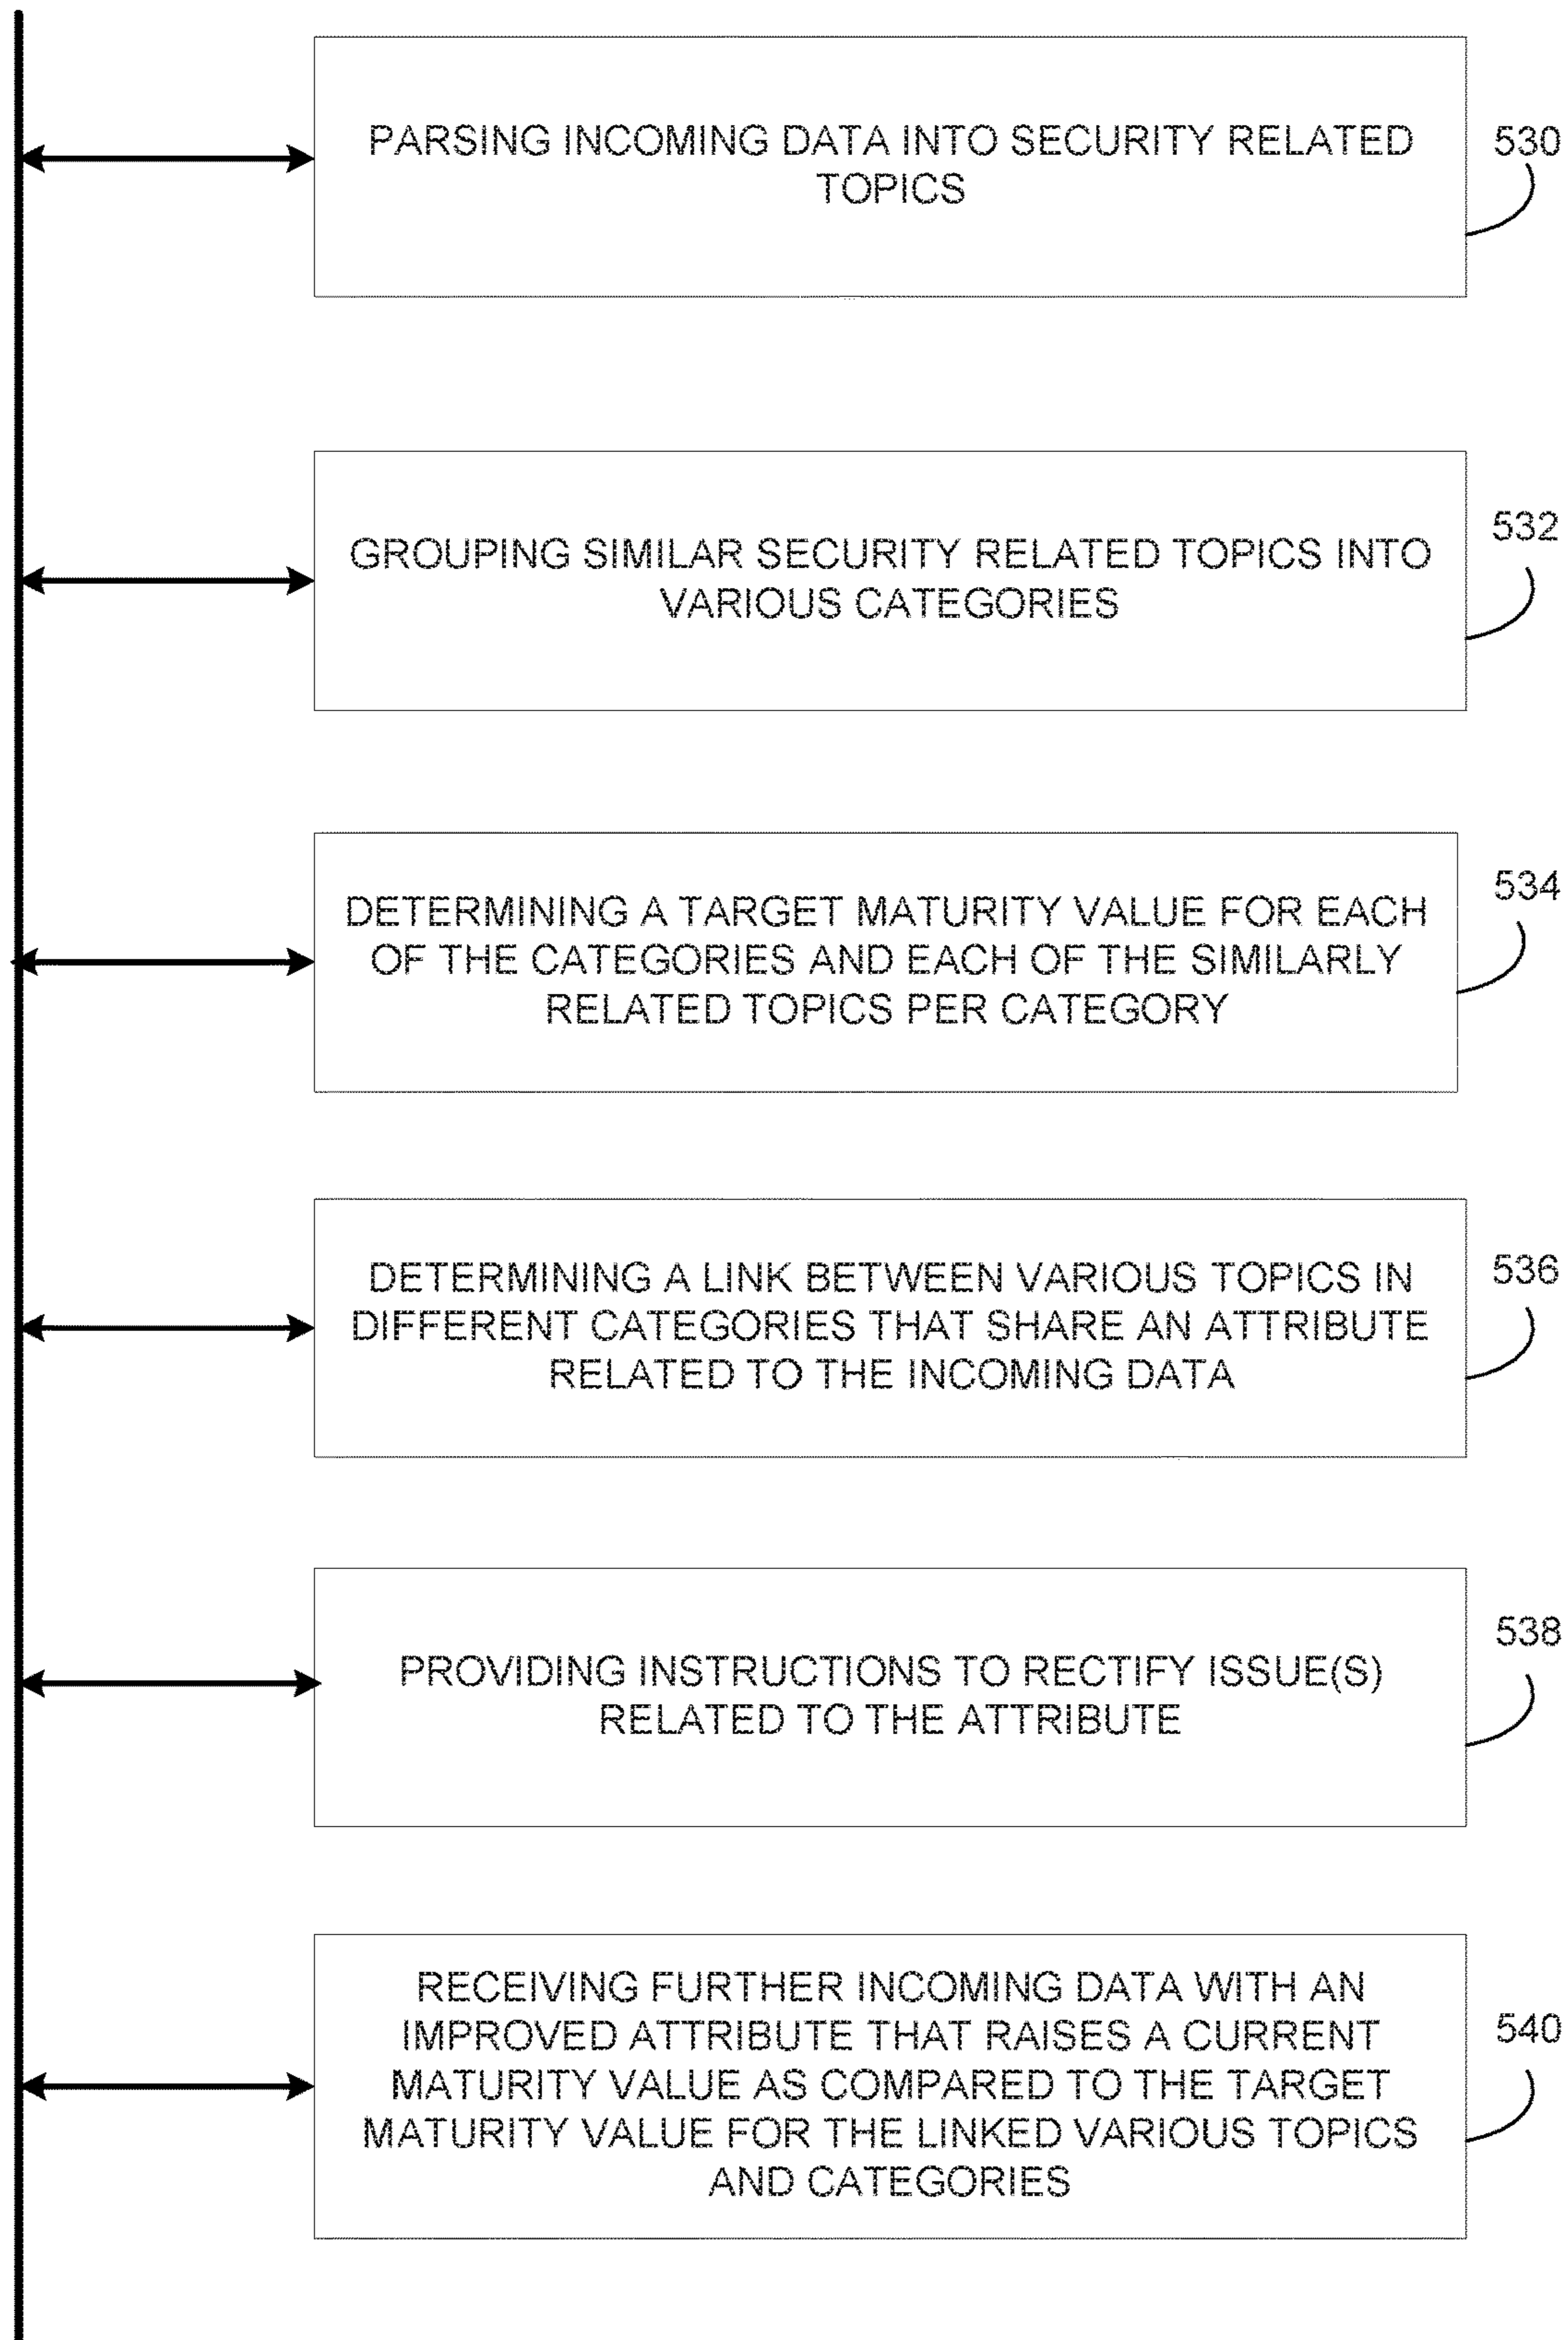 PARSING INCOMING DATA INTO SECURITY RELATED
TOPICS
530
GROUPING SIMILAR SECURITY RELATED TOPICS INTO
VARIOUS CATEGORIES
532
DETERMINING A TARGET MATURITY VALUE FOR EACH
OF THE CATEGORIES AND EACH OF THE SIMILARLY
RELATED TOPICS PER CATEGORY
534
DETERMINING A LINK BETWEEN VARIOUS TOPICS IN
DIFFERENT CATEGORIES THAT SHARE AN ATTRIBUTE
RELATED TO THE INCOMING DATA
536
PROVIDING INSTRUCTIONS TO RECTIFY ISSUE(S)
RELATED TO THE ATTRIBUTE
538
RECEIVING FURTHER INCOMING DATA WITH AN
IMPROVED ATTRIBUTE THAT RAISES A CURRENT
MATURITY VALUE AS COMPARED TO THE TARGET
MATURITY VALUE FOR THE LINKED VARIOUS TOPICS
AND CATEGORIES
540